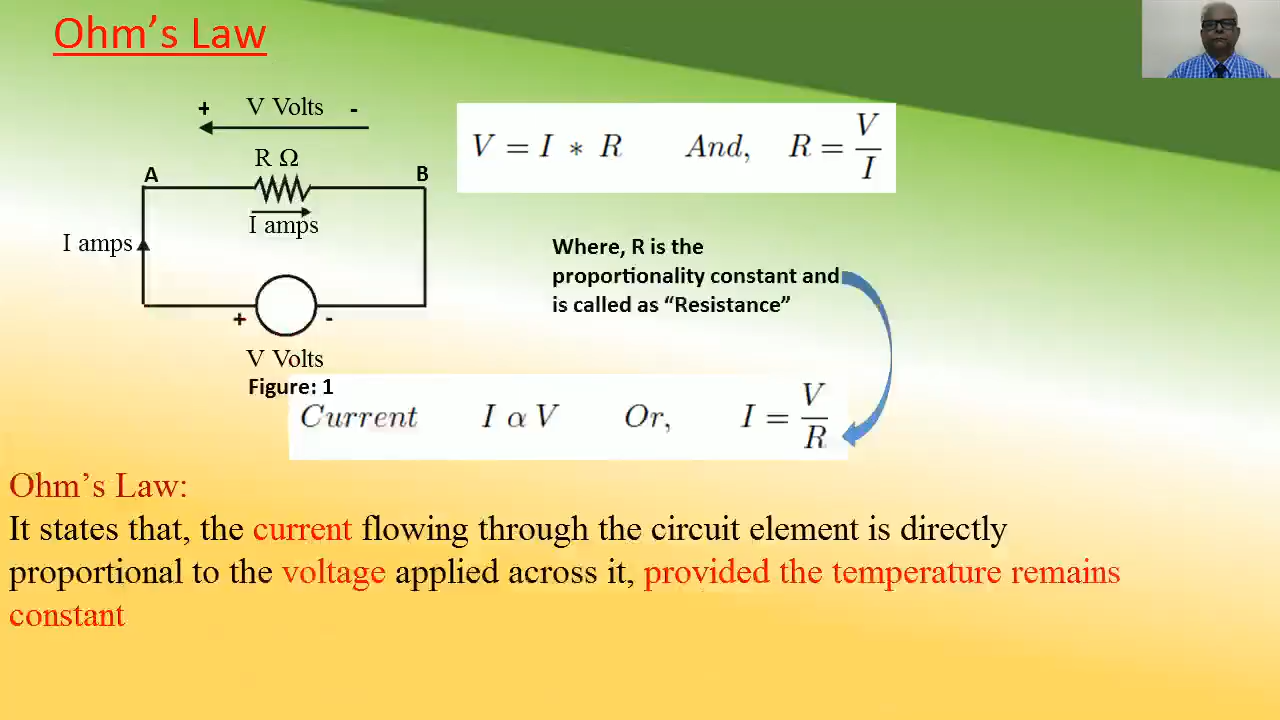 Ohm’s Law
+ V Volts -
R Ω
A
B
I amps
I amps
+
-
V Volts
Figure: 1
V = I * R And, R = V/I
Where, R is the
proportionality constant and
is called as “Resistance”
Current I α V Or, I = V/R
Ohm’s Law:
It states that, the current flowing through the circuit element is directly
proportional to the voltage applied across it, provided the temperature remains
constant